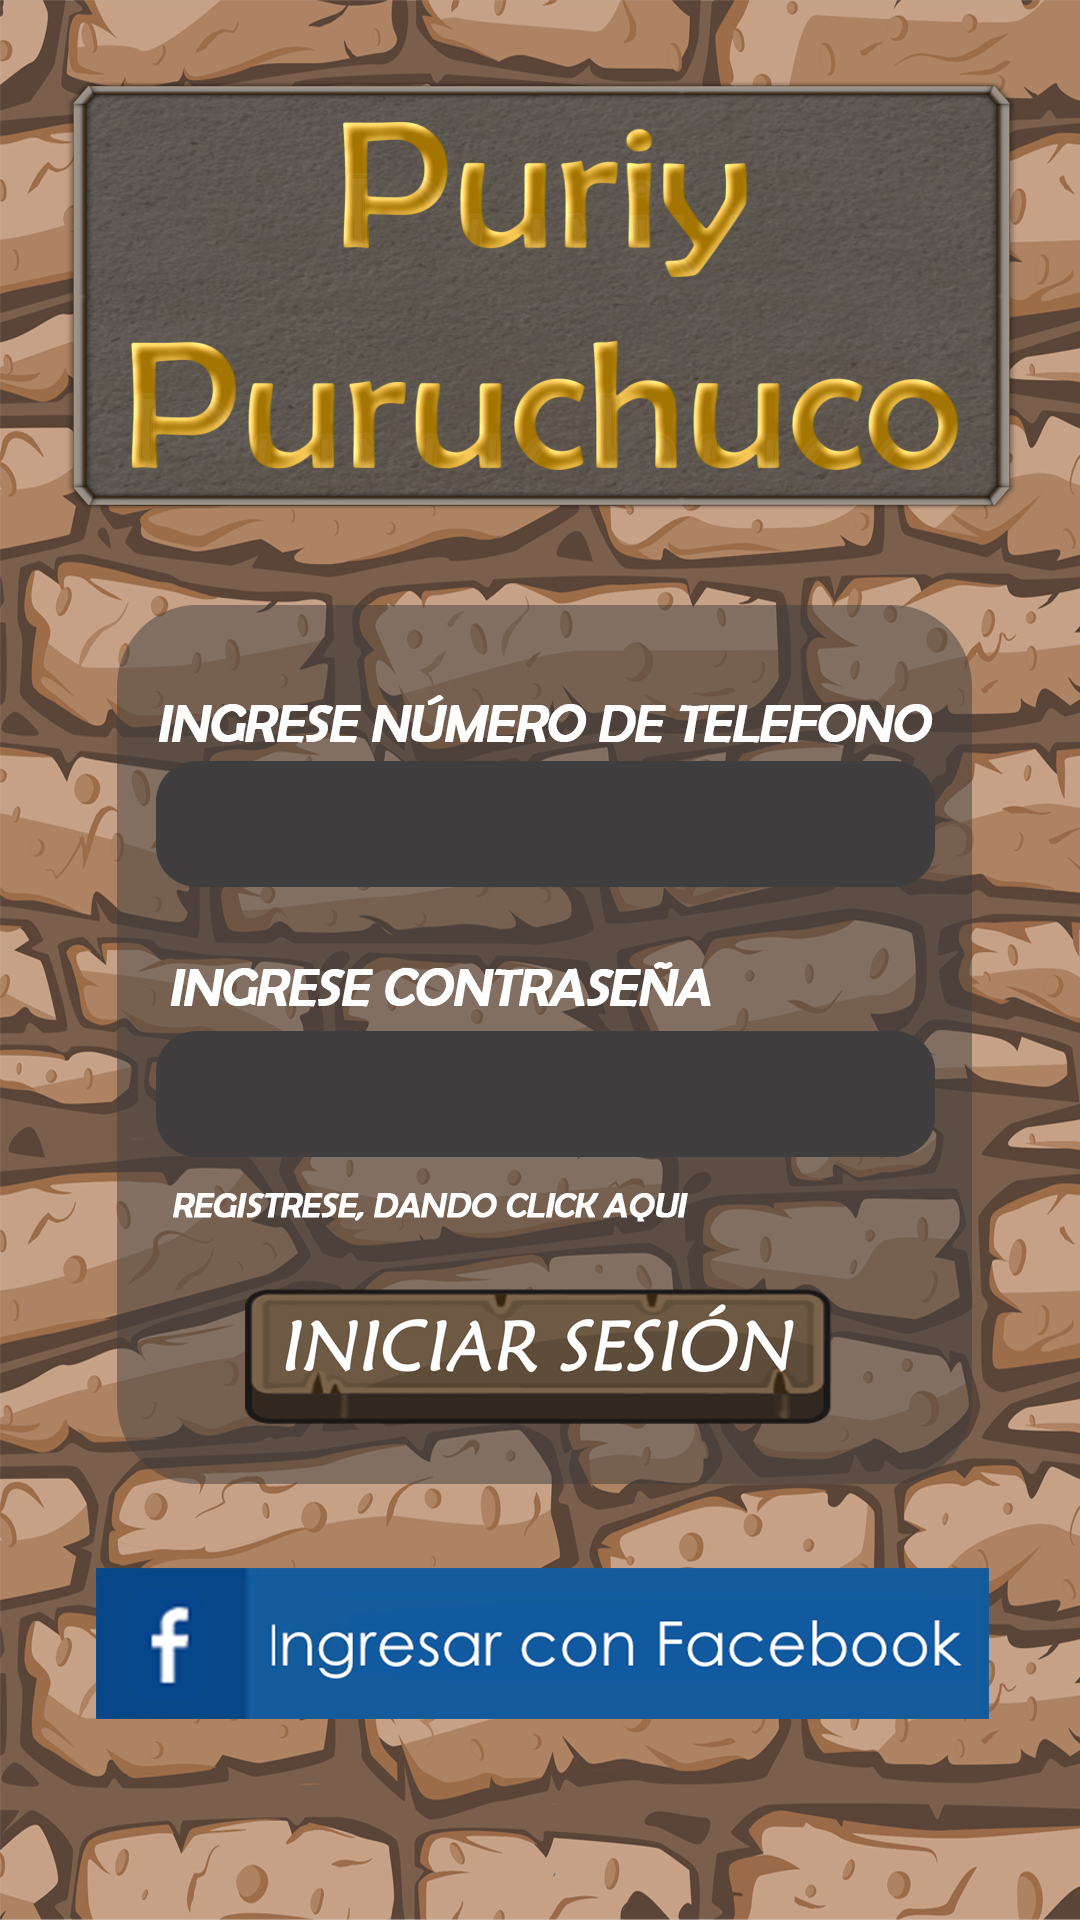 Puriy
Puruchuco
INGRESE NÚMERO DE TELEFONO
INGRESE CONTRASEÑA
REGISTRESE, DANDO CLICK AQUI
INICIAR SESIÓN
f Ingresar con Facebook